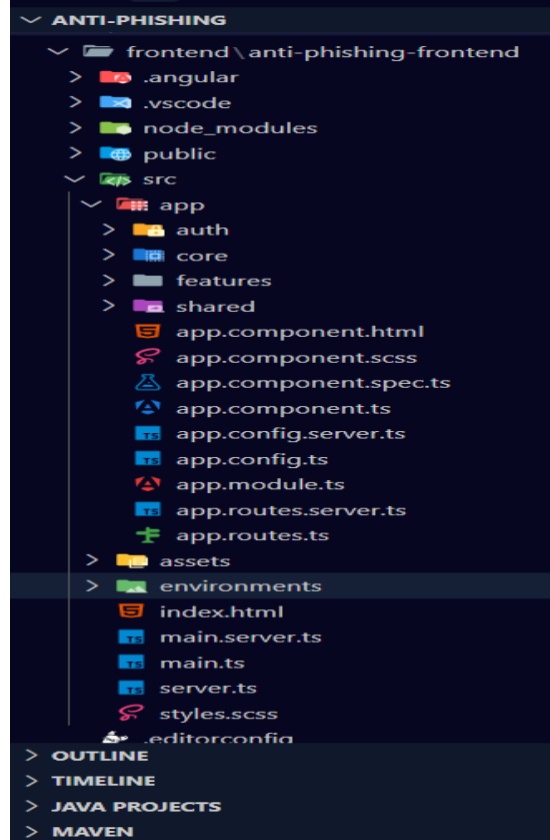 ANTI-PHISHING
frontend\anti-phishing-frontend
.angular
.vscode
node_modules
public
src
app
auth
core
features
shared
app.component.html
app.component.scss
app.component.spec.ts
app.component.ts
app.config.server.ts
app.config.ts
app.module.ts
app.routes.server.ts
app.routes.ts
assets
environments
index.html
main.server.ts
main.ts
server.ts
styles.scss
.editorconfig
OUTLINE
TIMELINE
JAVA PROJECTS
MAVEN